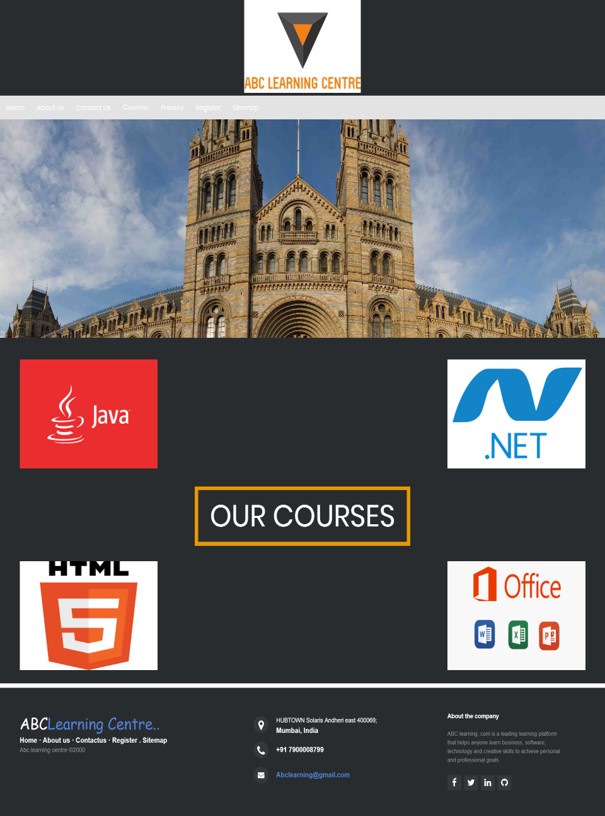 ABC LEARNING CENTRE
Home About us Contact Us Courses Privacy Register Sitemap
Java
.NET
OUR COURSES
HTML
5
Office
W X P
ABCLearning Centre..
Home · About us · Contactus · Register . Sitemap
Abc learning centre ©2000
HUBTOWN Solaris Andheri east 400069;
Mumbai, India
+91 7900008799
Abclearning@gmail.com
About the company
ABC learning .com is a leading learning platform
that helps anyone learn business, software,
technology and creative skills to achieve personal
and professional goals.